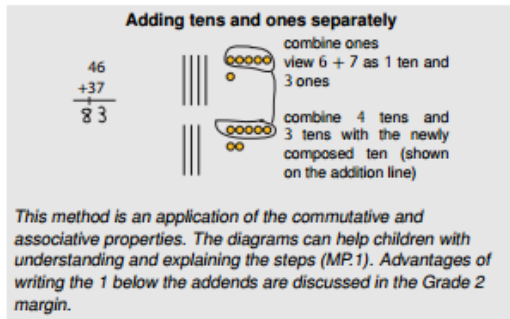 Adding tens and ones separately
46
+37
1
83
combine ones
view 6 + 7 as 1 ten and
3 ones
combine 4 tens and
3 tens with the newly
composed ten (shown
on the addition line)
This method is an application of the commutative and
associative properties. The diagrams can help children with
understanding and explaining the steps (MP.1). Advantages of
writing the 1 below the addends are discussed in the Grade 2
margin.